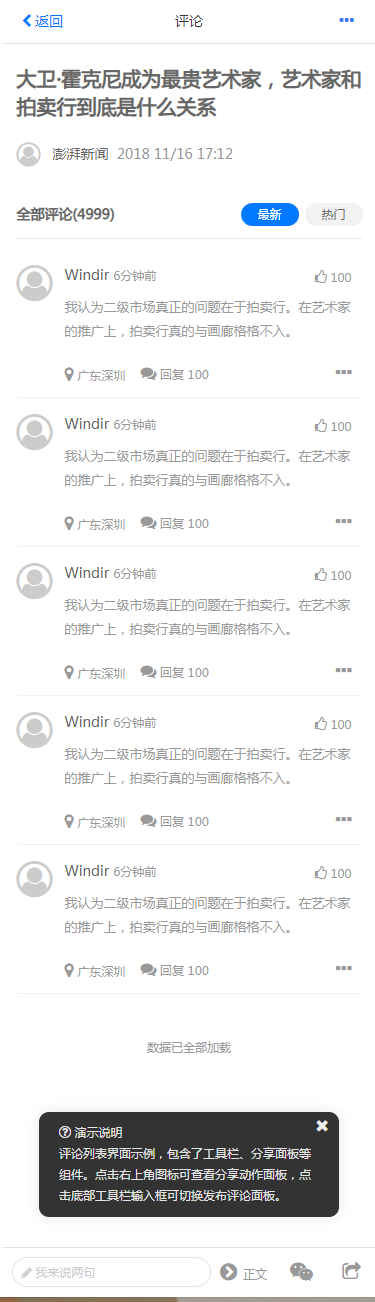 返回 评论
大卫·霍克尼成为最贵艺术家，艺术家和
拍卖行到底是什么关系
澎湃新闻 2018 11/16 17:12
全部评论(4999) 最新 热门
Windir 6分钟前 100
我认为二级市场真正的问题在于拍卖行。在艺术家
的推广上，拍卖行真的与画廊格格不入。
广东深圳 回复 100
Windir 6分钟前 100
我认为二级市场真正的问题在于拍卖行。在艺术家
的推广上，拍卖行真的与画廊格格不入。
广东深圳 回复 100
Windir 6分钟前 100
我认为二级市场真正的问题在于拍卖行。在艺术家
的推广上，拍卖行真的与画廊格格不入。
广东深圳 回复 100
Windir 6分钟前 100
我认为二级市场真正的问题在于拍卖行。在艺术家
的推广上，拍卖行真的与画廊格格不入。
广东深圳 回复 100
Windir 6分钟前 100
我认为二级市场真正的问题在于拍卖行。在艺术家
的推广上，拍卖行真的与画廊格格不入。
广东深圳 回复 100
数据已全部加载
演示说明
评论列表界面示例，包含了工具栏、分享面板等
组件。点击右上角图标可查看分享动作面板，点
击底部工具栏输入框可切换发布评论面板。
我来说两句 正文